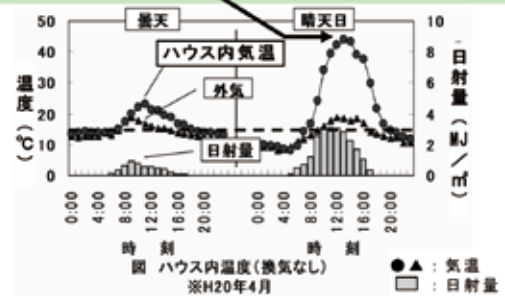 曇天
晴天日
ハウス内気温
外気
日射量
温度(℃)
50
40
30
20
10
0
日射量(MJ/㎡)
10
8
6
4
2
0
0:00
4:00
8:00
12:00
16:00
20:00
0:00
4:00
8:00
12:00
16:00
20:00
時 刻
時 刻
図 ハウス内温度(換気なし)
※H20年4月
●▲:気温
:日射量